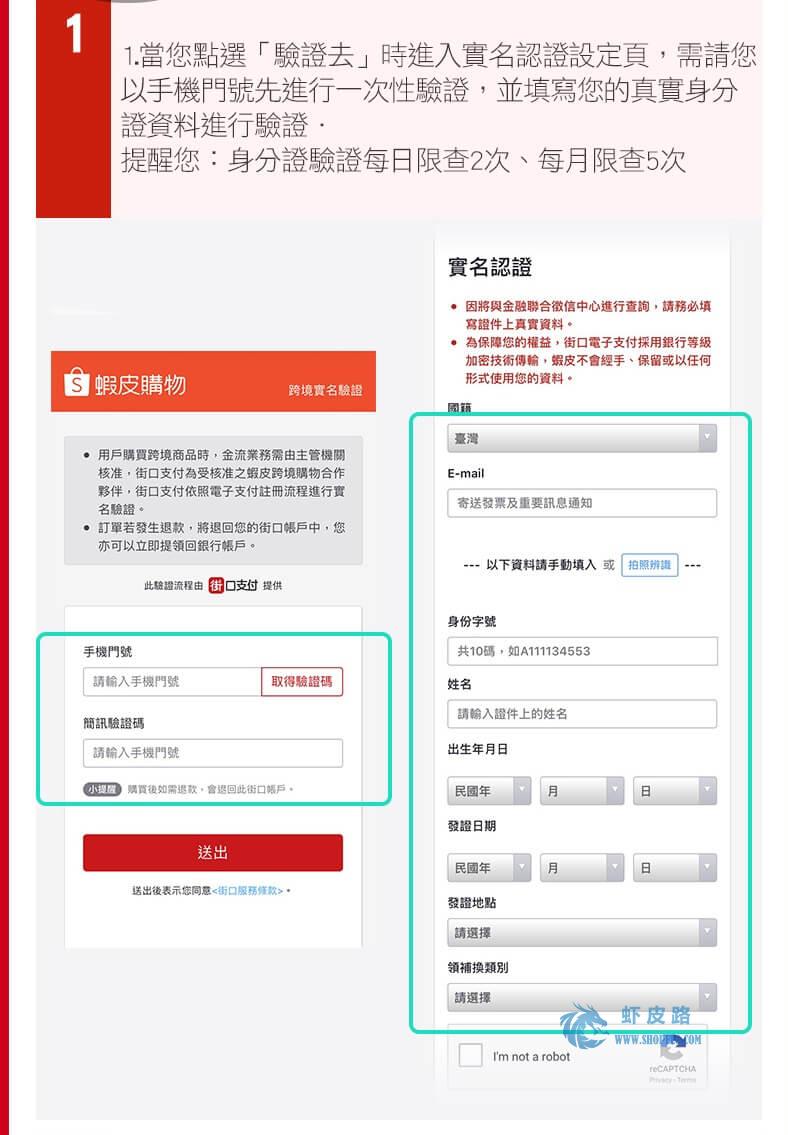 1
1.當您點選「驗證去」時進入實名認證設定頁，需請您
以手機門號先進行一次性驗證，並填寫您的真實身分
證資料進行驗證．
提醒您：身分證驗證每日限查2次、每月限查5次
蝦皮購物
跨境實名驗證
用戶購買跨境商品時，金流業務需由主管機關
核准，街口支付為受核准之蝦皮跨境購物合作
夥伴，街口支付依照電子支付註冊流程進行實
名驗證。
訂單若發生退款，將退回您的街口帳戶中，您
亦可以立即提領回銀行帳戶。
此驗證流程由 街口支付 提供
手機門號
請輸入手機門號
取得驗證碼
簡訊驗證碼
請輸入手機門號
小提醒 購買後如需退款，會退回此街口帳戶。
送出
送出後表示您同意<街口服務條款>。
實名認證
因將與金融聯合徵信中心進行查詢，請務必填
寫證件上真實資料。
為保障您的權益，街口電子支付採用銀行等級
加密技術傳輸，蝦皮不會經手、保留或以任何
形式使用您的資料。
國籍
臺灣
E-mail
寄送發票及重要訊息通知
--- 以下資料請手動填入 或 拍照辨識 ---
身份字號
共10碼，如A111134553
姓名
請輸入證件上的姓名
出生年月日
民國年 月 日
發證日期
民國年 月 日
發證地點
請選擇
領補換類別
請選擇
虾皮路
I'm not a robot
reCAPTCHA
Privacy - Terms